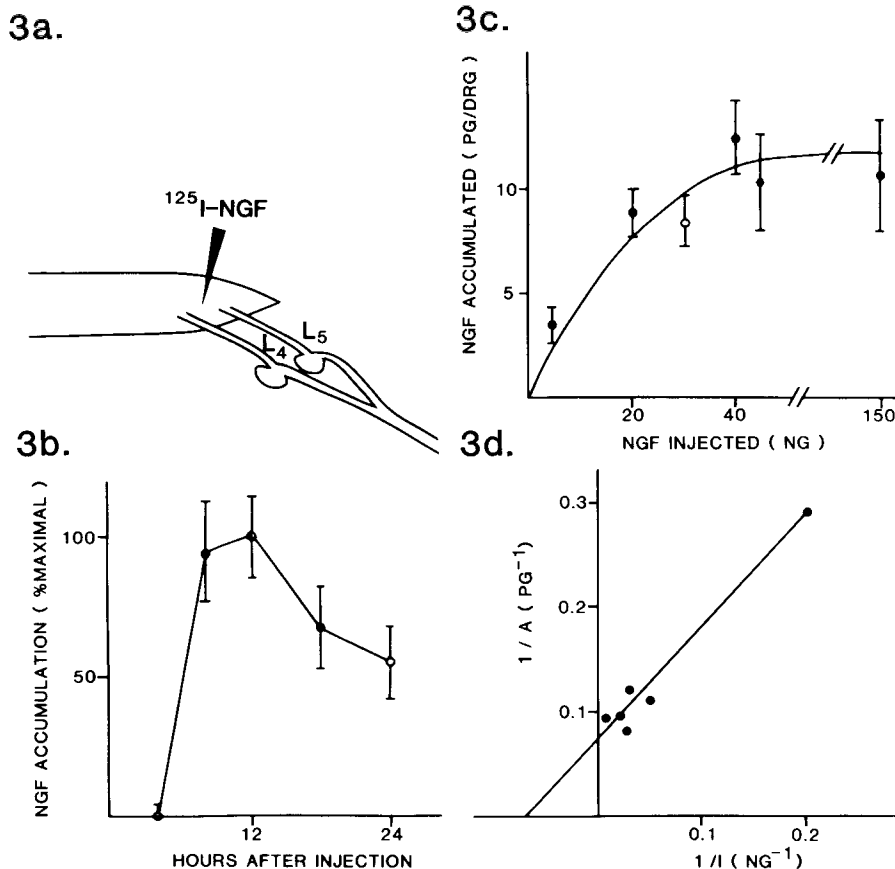 3a.
¹²⁵I-NGF
L₄
L₅
3b.
NGF ACCUMULATION ( %MAXIMAL )
100
50
12
24
HOURS AFTER INJECTION
3c.
NGF ACCUMULATED ( PG/DRG )
10
5
20
40
150
NGF INJECTED ( NG )
3d.
1 / A ( PG⁻¹ )
0.3
0.2
0.1
0.1
0.2
1 / I ( NG⁻¹ )